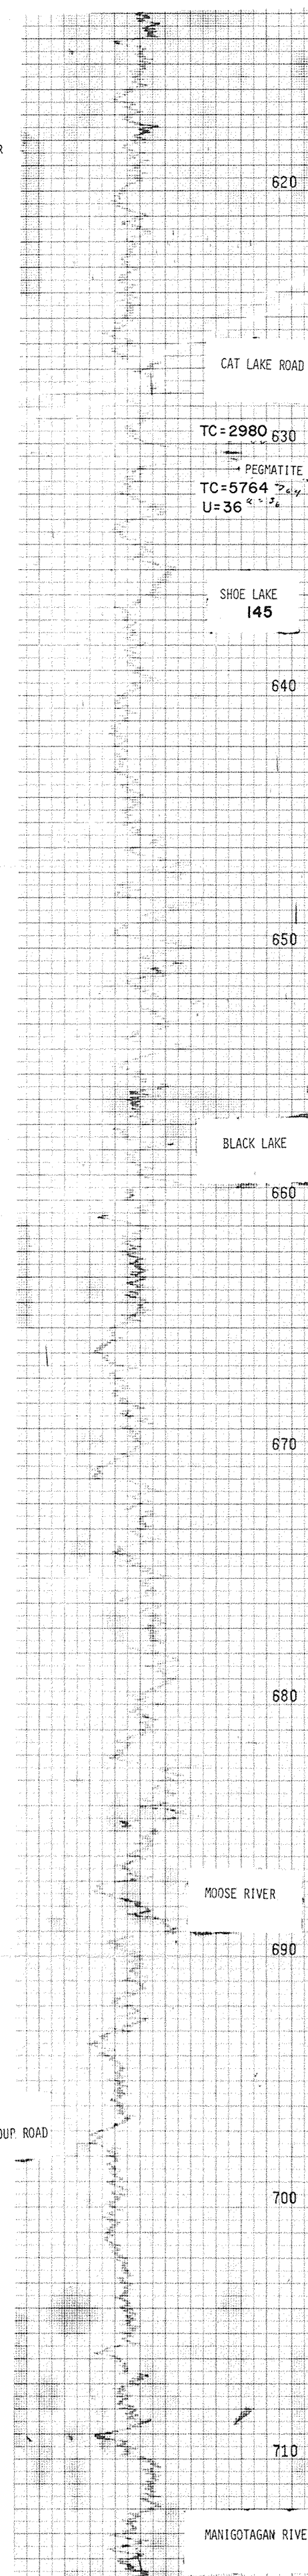 R
620
CAT LAKE ROAD
TC=2980 630
PEGMATITE
TC=5764
U=36
SHOE LAKE
145
640
650
BLACK LAKE
660
670
680
MOOSE RIVER
690
OUP ROAD
700
710
MANIGOTAGAN RIVE